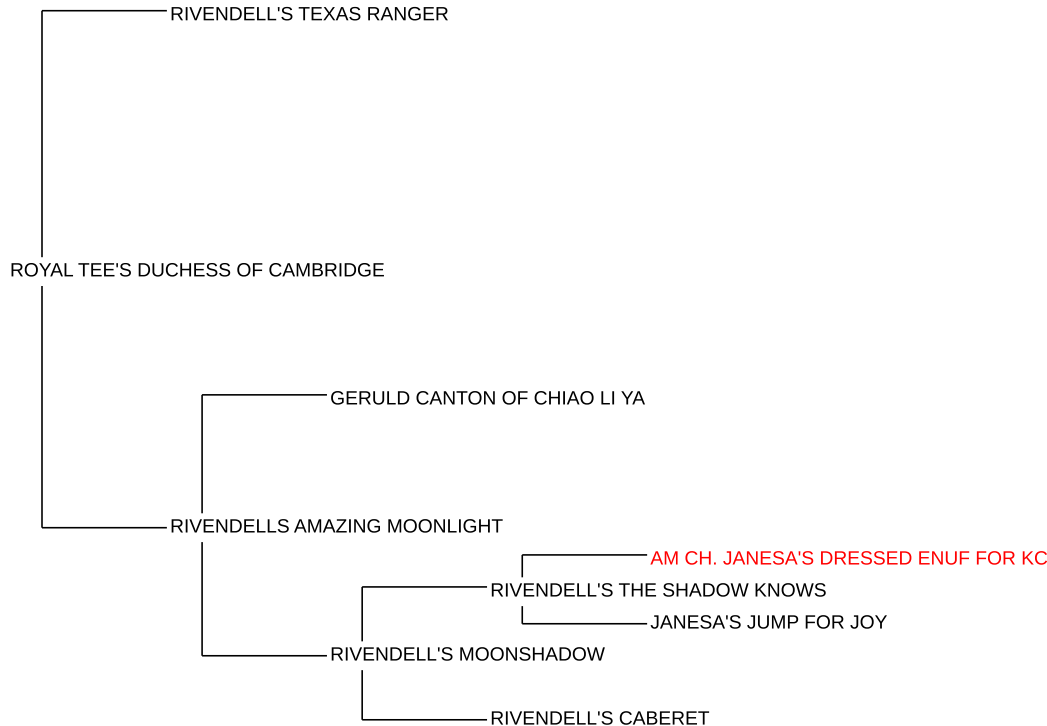 RIVENDELL'S TEXAS RANGER
ROYAL TEE'S DUCHESS OF CAMBRIDGE
GERULD CANTON OF CHIAO LI YA
RIVENDELLS AMAZING MOONLIGHT
AM CH. JANESA'S DRESSED ENUF FOR KC
RIVENDELL'S THE SHADOW KNOWS
JANESA'S JUMP FOR JOY
RIVENDELL'S MOONSHADOW
RIVENDELL'S CABERET